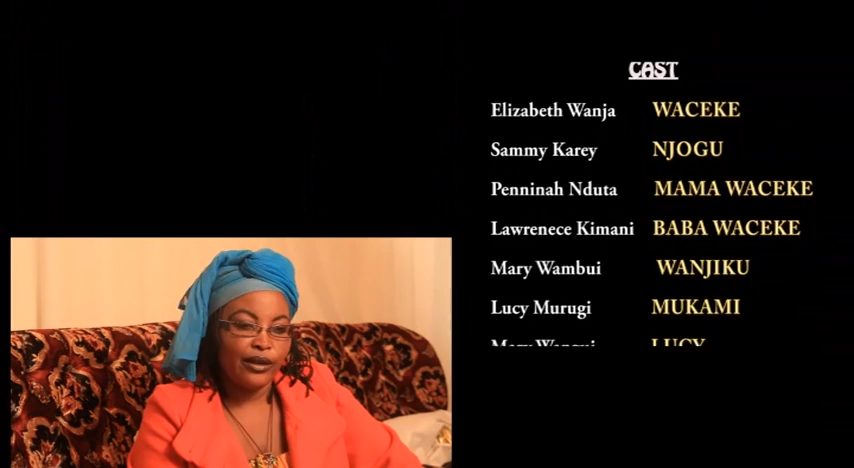 CAST
Elizabeth Wanja WACEKE
Sammy Karey NJOGU
Penninah Nduta MAMA WACEKE
Lawrenece Kimani BABA WACEKE
Mary Wambui WANJIKU
Lucy Murugi MUKAMI
LUCY